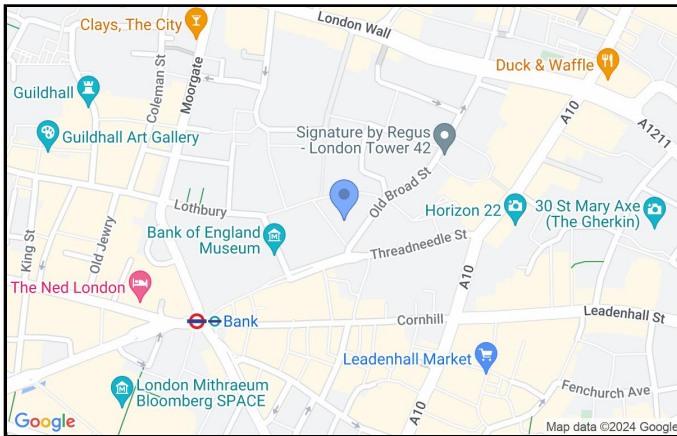 London Wall
Clays, The City
Duck & Waffle
Coleman St
Moorgate
A10
Guildhall
A1211
Signature by Regus
- London Tower 42
Guildhall Art Gallery
Old Broad St
Lothbury
Horizon 22
30 St Mary Axe
(The Gherkin)
King St
Old Jewry
Bank of England
Museum
Threadneedle St
The Ned London
A10
Bank
Cornhill
Leadenhall St
Leadenhall Market
London Mithraeum
Bloomberg SPACE
Fenchurch Ave
A10
Google
Map data ©2024 Google